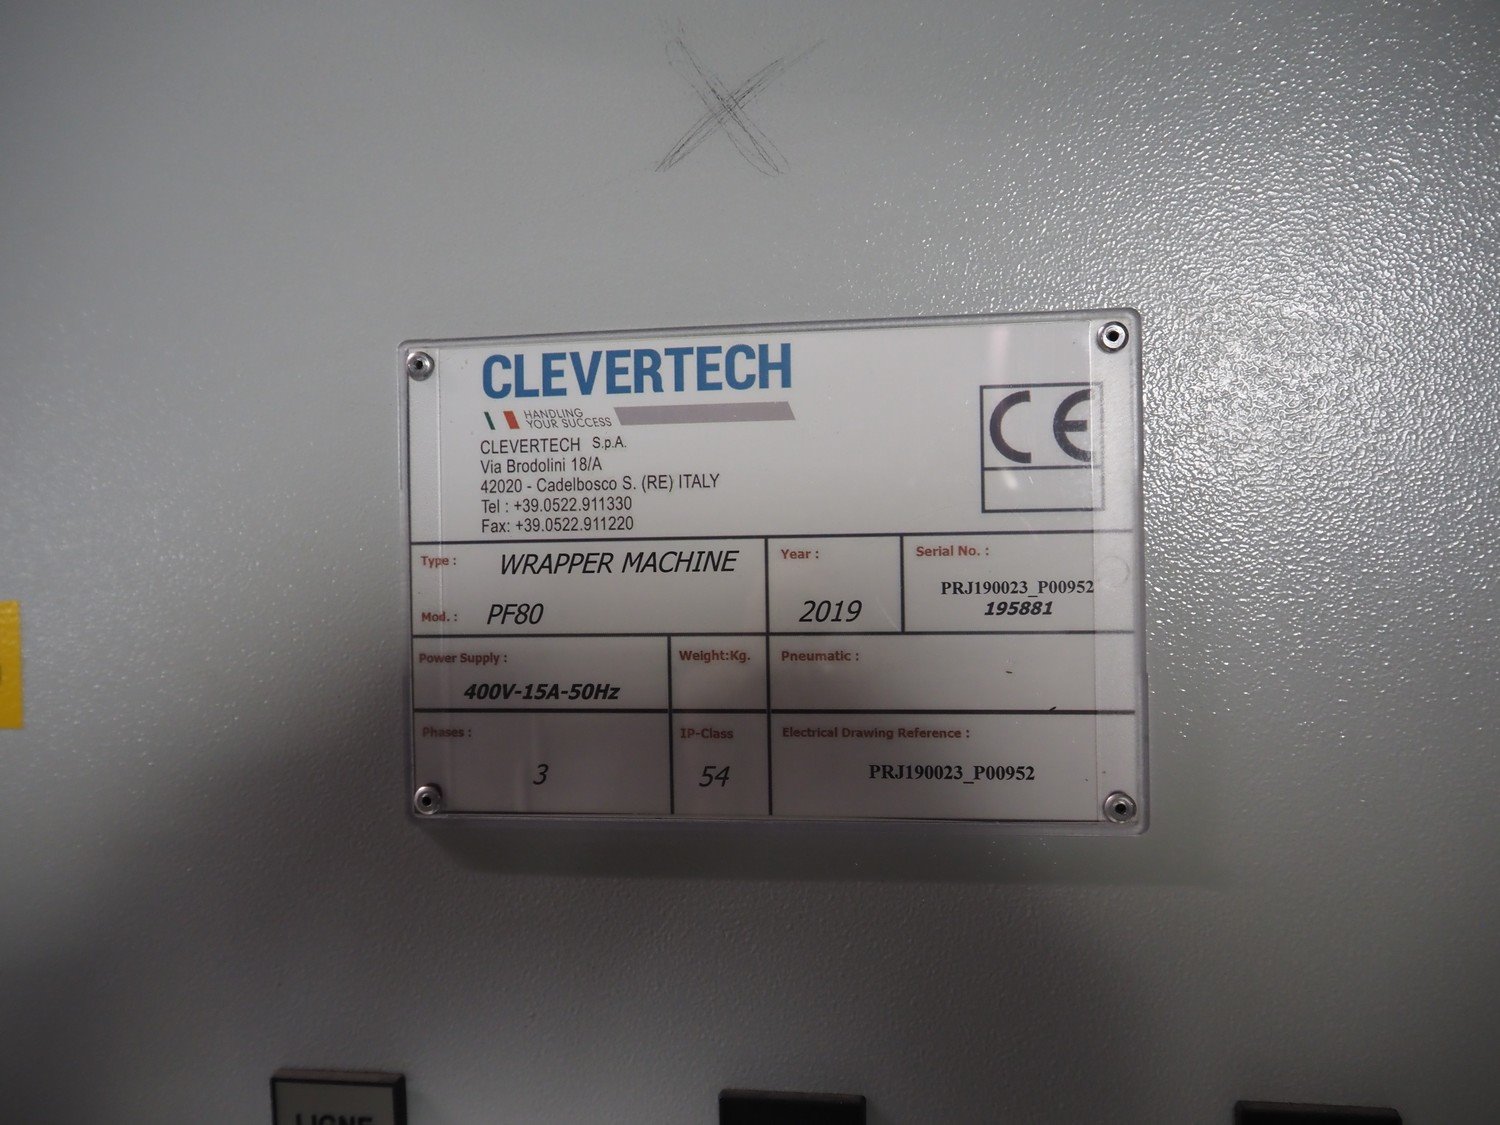 CLEVERTECH
HANDLING
YOUR SUCCESS
CLEVERTECH S.p.A.
Via Brodolini 18/A
42020 - Cadelbosco S. (RE) ITALY
Tel : +39.0522.911330
Fax: +39.0522.911220
CE
Type : WRAPPER MACHINE
Mod. : PF80
Year :
2019
Serial No. :
PRJ190023_P00952
195881
Power Supply :
400V-15A-50Hz
Weight:Kg.
Pneumatic :
-
Phases :
3
IP-Class
54
Electrical Drawing Reference :
PRJ190023_P00952
LIGNE